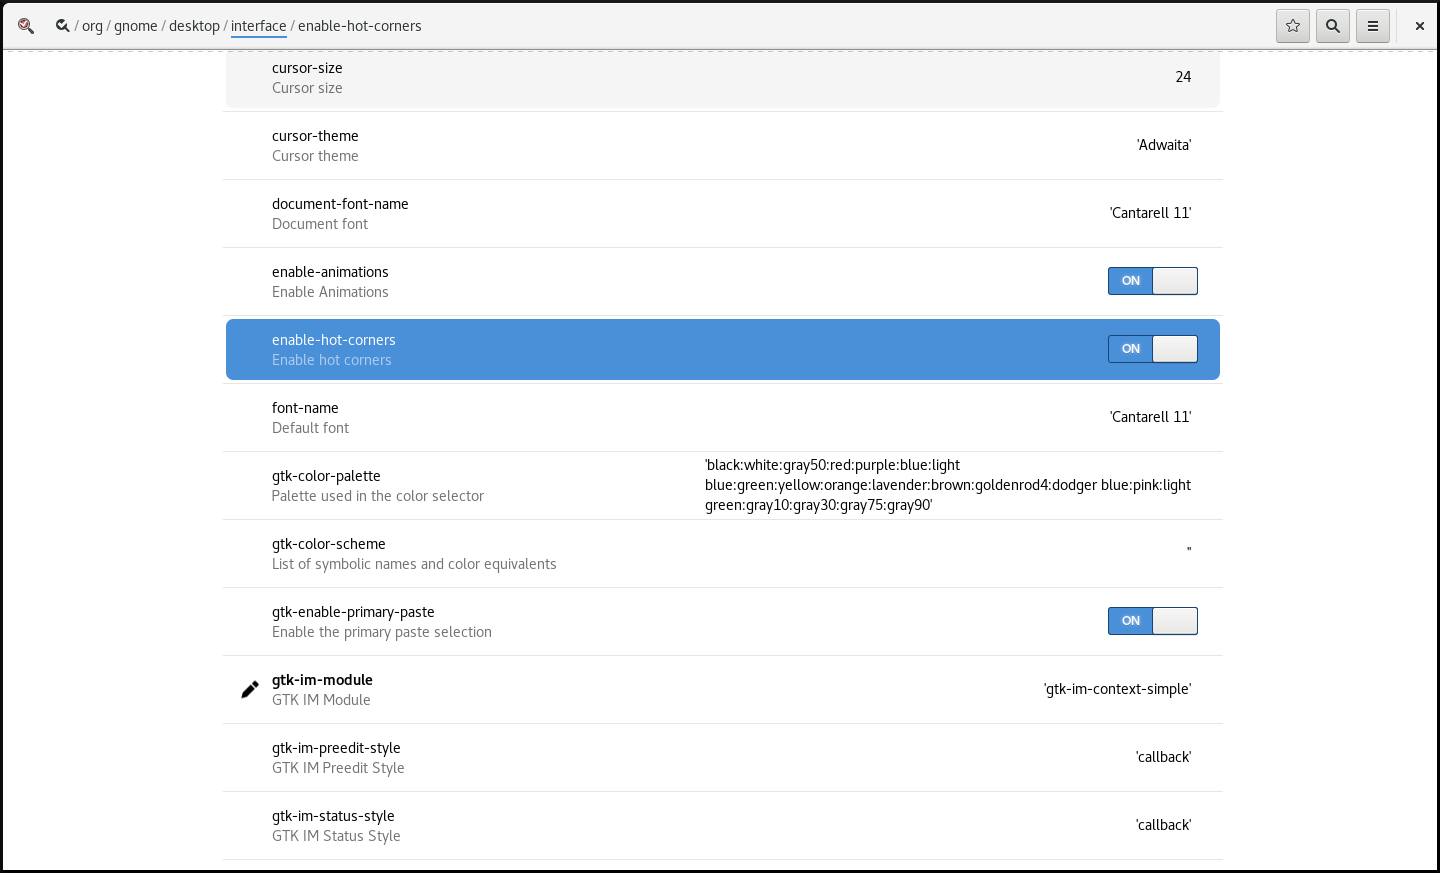 / org / gnome / desktop / interface / enable-hot-corners
cursor-size
Cursor size
24
cursor-theme
Cursor theme
'Adwaita'
document-font-name
Document font
'Cantarell 11'
enable-animations
Enable Animations
ON
enable-hot-corners
Enable hot corners
ON
font-name
Default font
'Cantarell 11'
gtk-color-palette
Palette used in the color selector
'black:white:gray50:red:purple:blue:light
blue:green:yellow:orange:lavender:brown:goldenrod4:dodger blue:pink:light
green:gray10:gray30:gray75:gray90'
gtk-color-scheme
List of symbolic names and color equivalents
''
gtk-enable-primary-paste
Enable the primary paste selection
ON
gtk-im-module
GTK IM Module
'gtk-im-context-simple'
gtk-im-preedit-style
GTK IM Preedit Style
'callback'
gtk-im-status-style
GTK IM Status Style
'callback'